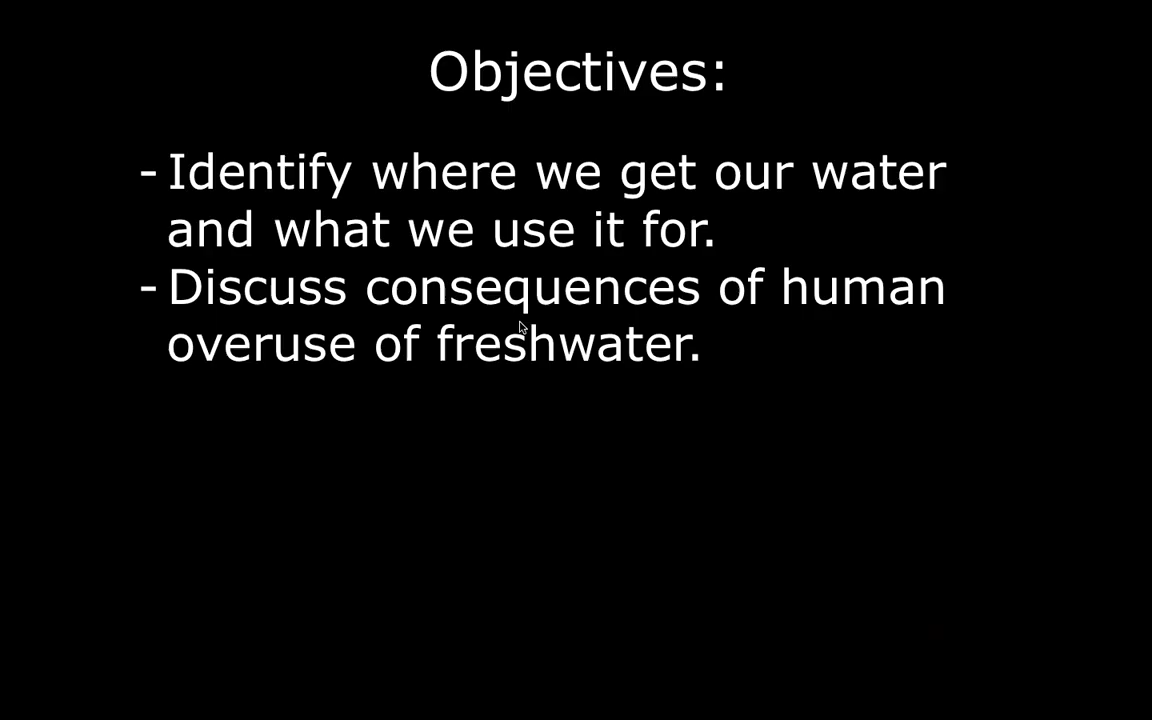 Objectives:
- Identify where we get our water
and what we use it for.
- Discuss consequences of human
overuse of freshwater.